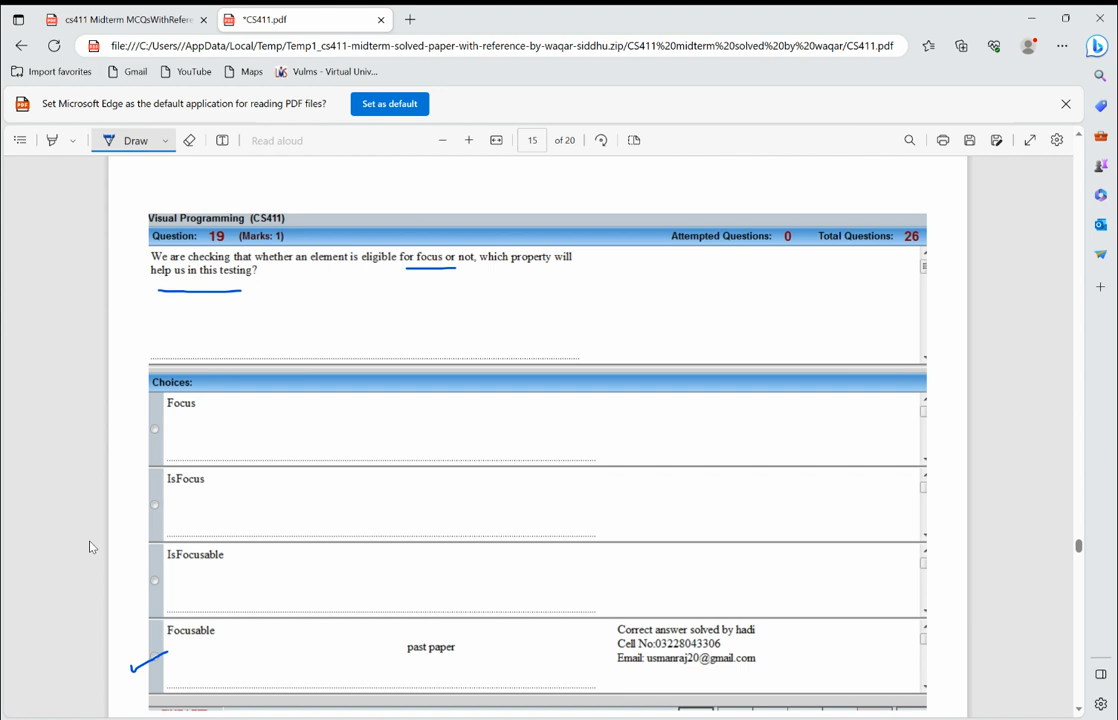 cs411 Midterm MCQsWithRefere
*CS411.pdf
file:///C:/Users//AppData/Local/Temp/Temp1_cs411-midterm-solved-paper-with-reference-by-waqar-siddhu.zip/CS411%20midterm%20solved%20by%20waqar/CS411.pdf
Import favorites Gmail YouTube Maps Vulms - Virtual Univ...
Set Microsoft Edge as the default application for reading PDF files? Set as default
Draw Read aloud 15 of 20
Visual Programming (CS411)
Question: 19 (Marks: 1) Attempted Questions: 0 Total Questions: 26
We are checking that whether an element is eligible for focus or not, which property will
help us in this testing?
Choices:
Focus
IsFocus
IsFocusable
Focusable
past paper
Correct answer solved by hadi
Cell No:03228043306
Email: usmanraj20@gmail.com